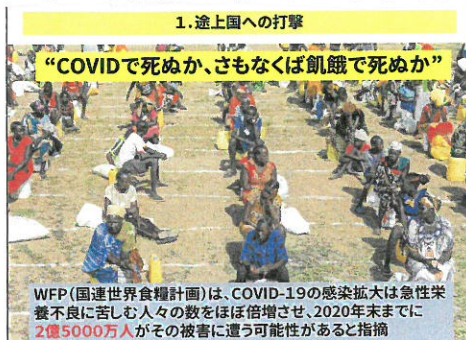 1.途上国への打撃
“COVIDで死ぬか、さもなくば飢餓で死ぬか”
WFP(国連世界食糧計画)は、COVID-19の感染拡大は急性栄
養不良に苦しむ人々の数をほぼ倍増させ、2020年末までに
2億5000万人がその被害に遭う可能性があると指摘